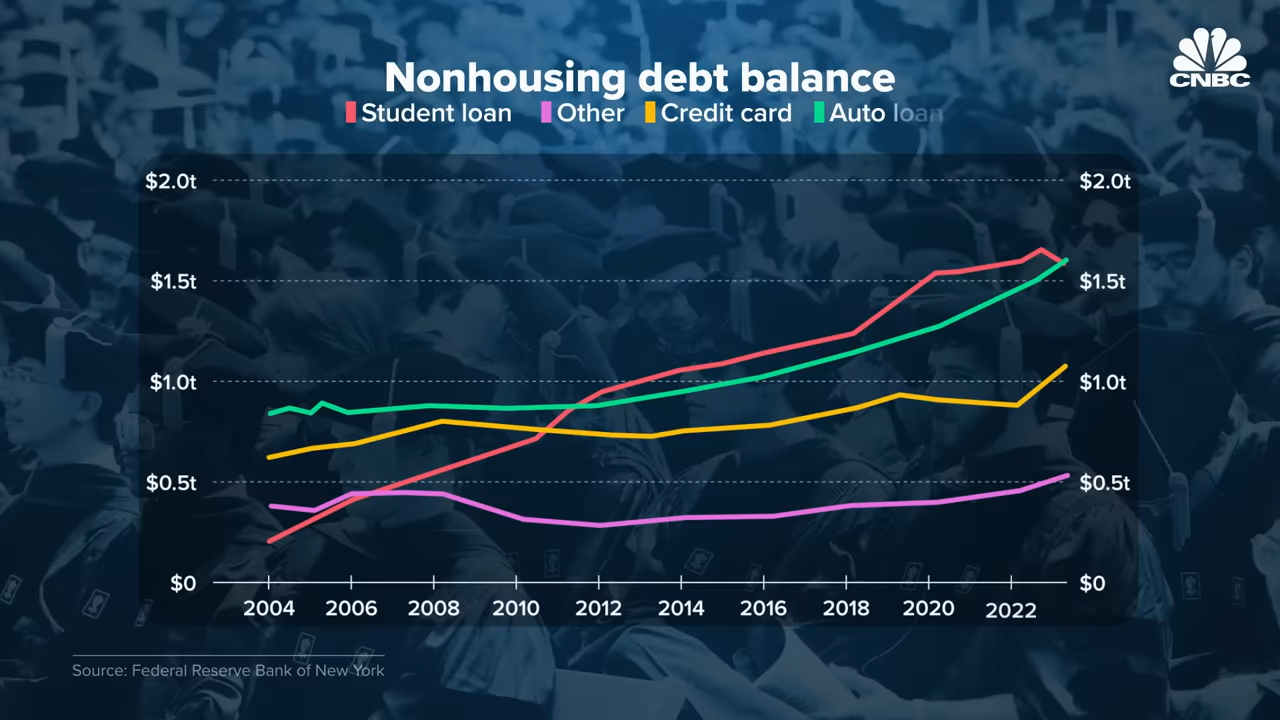 CNBC
Nonhousing debt balance
Student loan Other Credit card Auto loan
$2.0t $2.0t
$1.5t $1.5t
$1.0t $1.0t
$0.5t $0.5t
$0 $0
2004 2006 2008 2010 2012 2014 2016 2018 2020 2022
Source: Federal Reserve Bank of New York